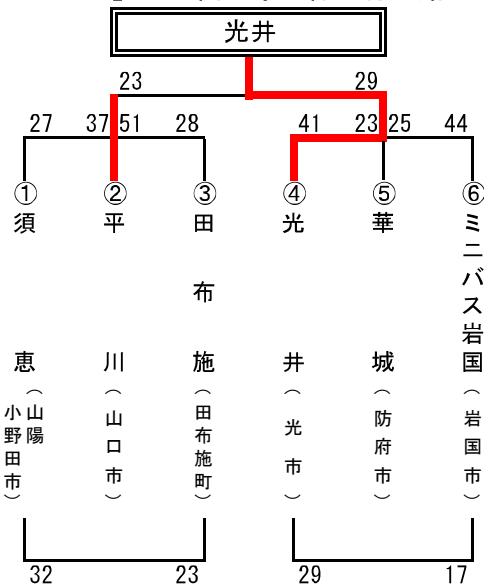 光井
23 29
27 37 51 28 41 23 25 44
① ② ③ ④ ⑤ ⑥
須恵（山陽小野田市）
平川（山口市）
田布施（田布施町）
光井（光市）
華城（防府市）
ミニバス岩国（岩国市）
32 23 29 17